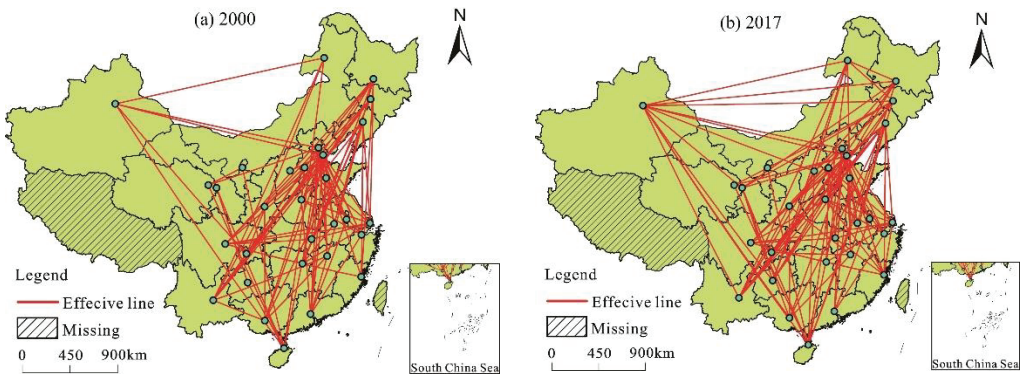 (a) 2000
N
Legend
Effecive line
Missing
0 450 900km
South China Sea
(b) 2017
N
Legend
Effecive line
Missing
0 450 900km
South China Sea